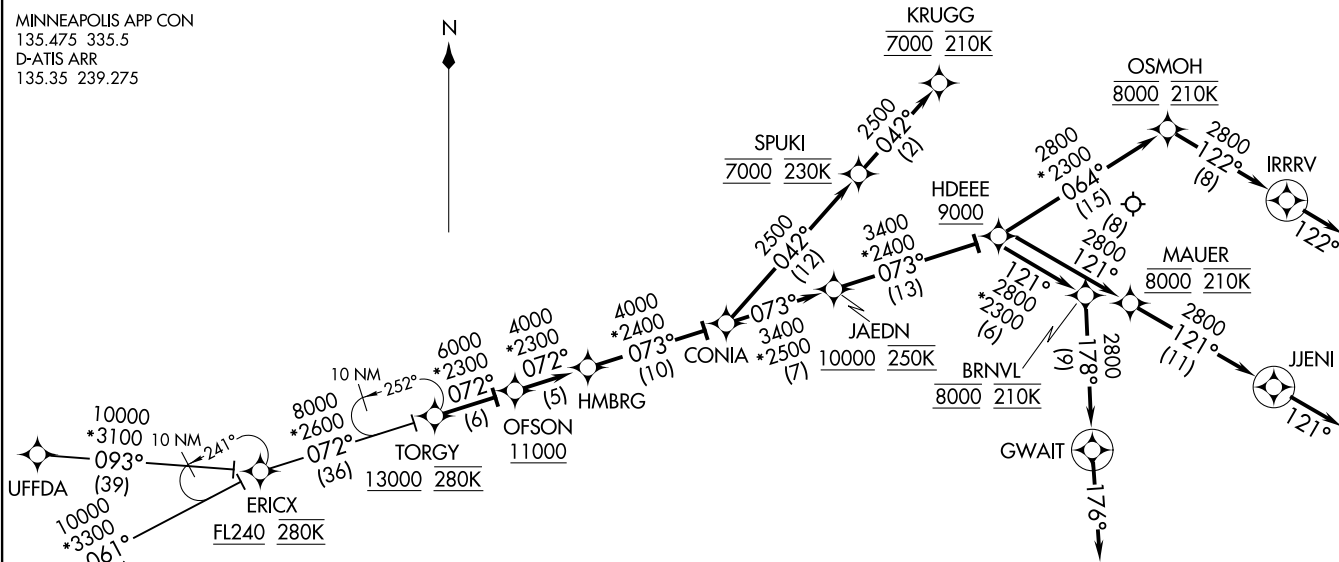 MINNEAPOLIS APP CON
135.475 335.5
D-ATIS ARR
135.35 239.275
N
KRUGG
7000 210K
2500
042°
(2)
SPUKI
7000 230K
2500
042°
(12)
OSMOH
8000 210K
2800
122°
(8)
IRRRV
122°
HDEEE
9000
2800
*2300
064°
(15)
(8)
2800
121°
MAUER
8000 210K
2800
121°
(11)
JJENI
121°
121°
2800
*2300
(6)
BRNVL
8000 210K
2800
178°
(9)
GWAIT
176°
3400
*2400
073°
(13)
JAEDN
10000 250K
073°
3400
*2500
(7)
CONIA
4000
*2400
073°
(10)
HMBRG
4000
*2300
072°
(5)
OFSON
11000
6000
*2300
072°
(6)
10 NM
252°
TORGY
13000 280K
8000
*2600
072°
(36)
10 NM
241°
ERICX
FL240 280K
10000
*3100
093°
(39)
UFFDA
10000
*3300
061°